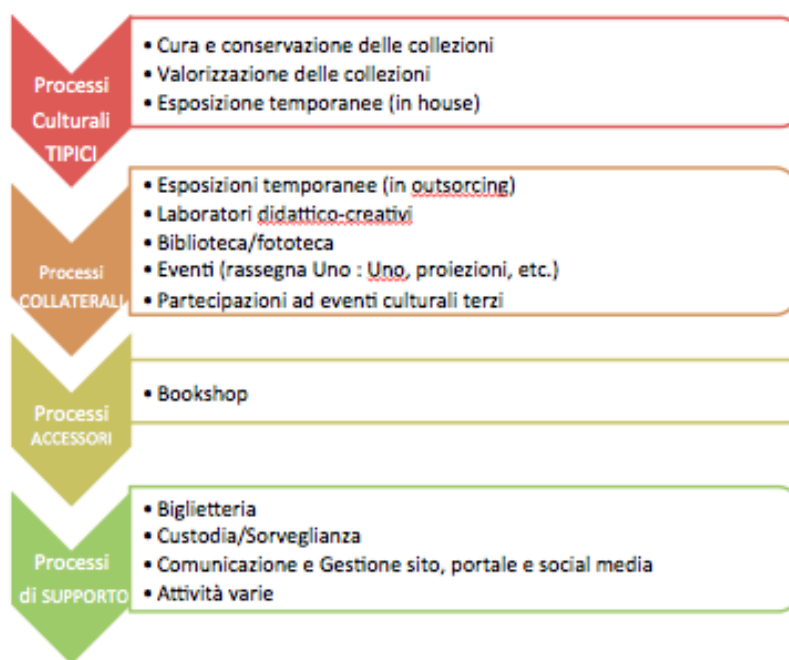 Processi
Culturali
TIPICI
• Cura e conservazione delle collezioni
• Valorizzazione delle collezioni
• Esposizione temporanee (in house)
Processi
COLLATERALI
• Esposizioni temporanee (in outsorcing)
• Laboratori didattico-creativi
• Biblioteca/fototeca
• Eventi (rassegna Uno : Uno, proiezioni, etc.)
• Partecipazioni ad eventi culturali terzi
Processi
ACCESSORI
• Bookshop
Processi
di SUPPORTO
• Biglietteria
• Custodia/Sorveglianza
• Comunicazione e Gestione sito, portale e social media
• Attività varie